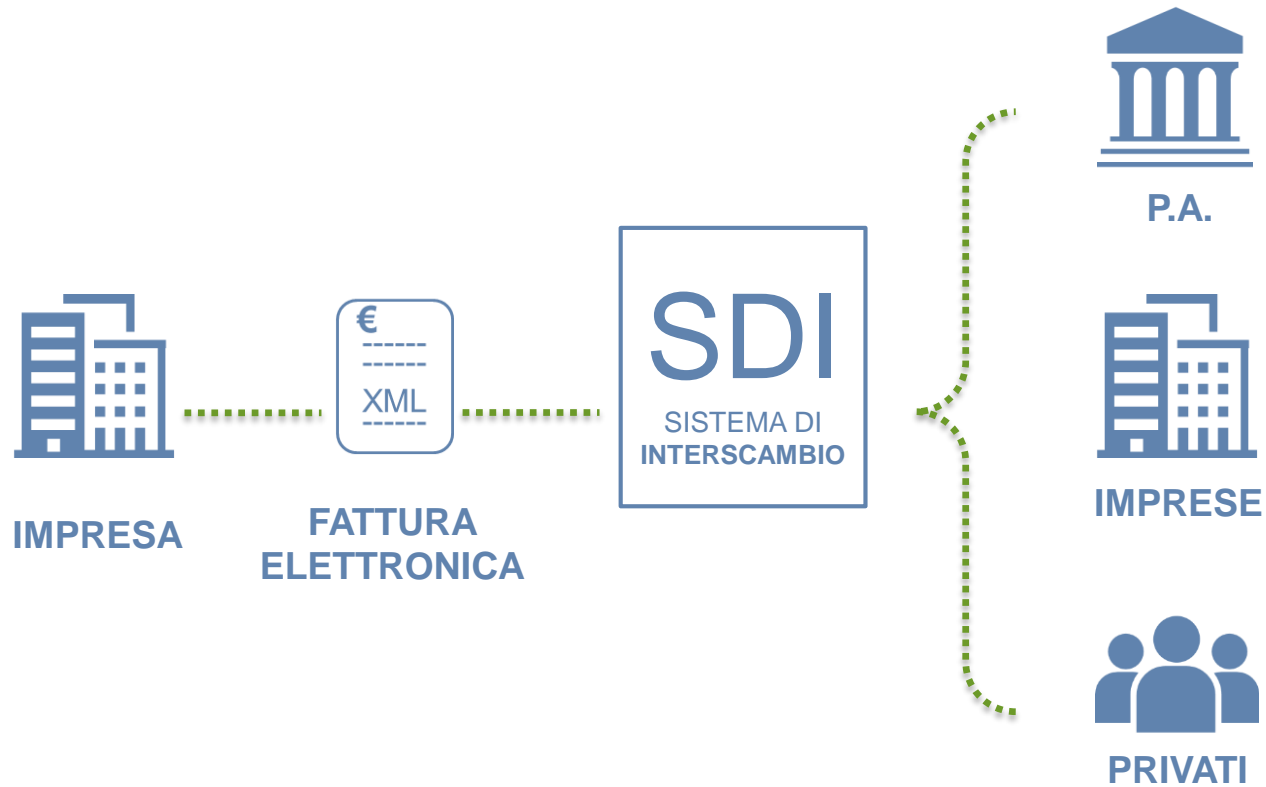 IMPRESA
€
XML
FATTURA
ELETTRONICA
SDI
SISTEMA DI
INTERSCAMBIO
P.A.
IMPRESE
PRIVATI